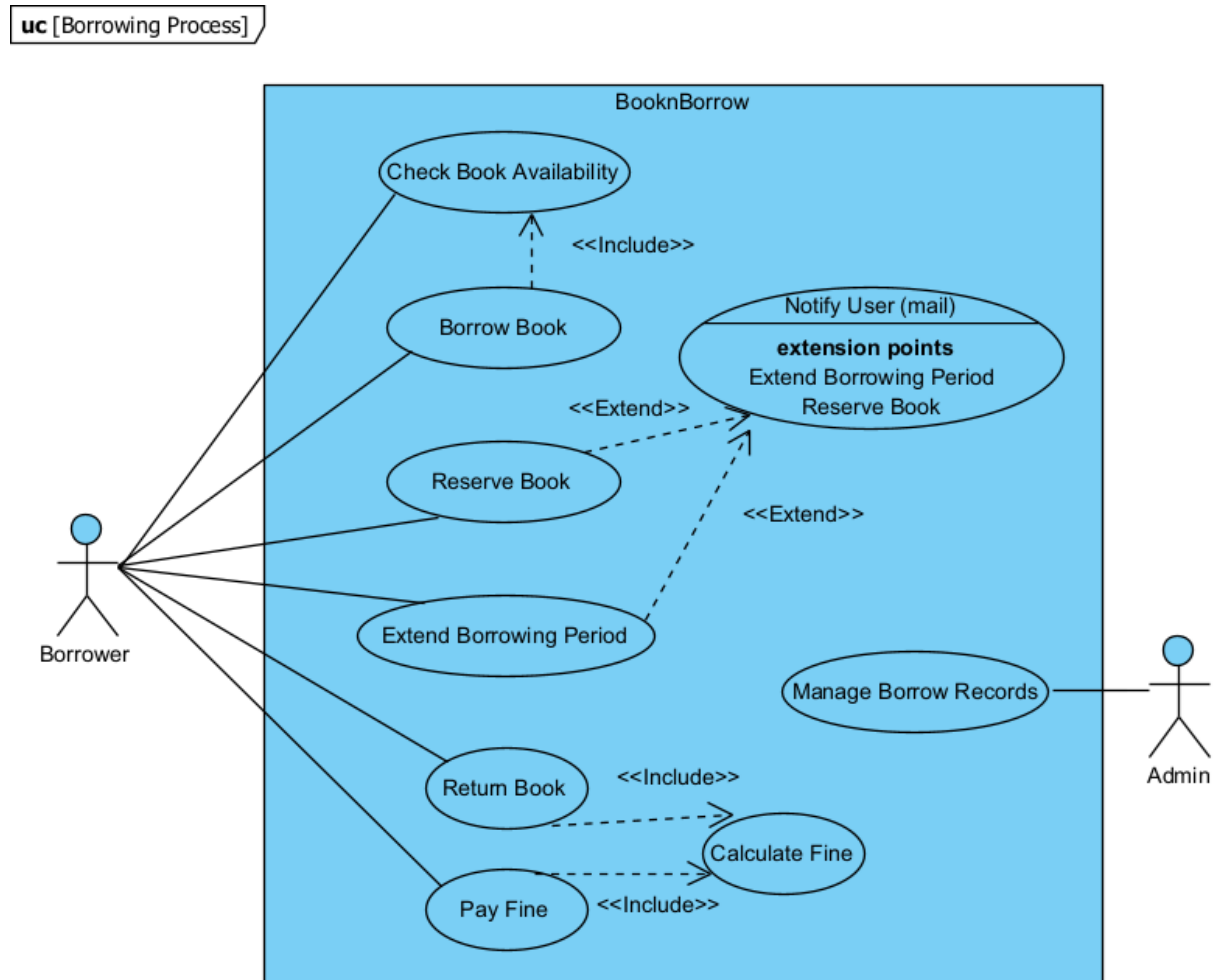 uc [Borrowing Process]
BooknBorrow
Check Book Availability
<<Include>>
Borrow Book
Notify User (mail)
extension points
Extend Borrowing Period
Reserve Book
<<Extend>>
Reserve Book
<<Extend>>
Extend Borrowing Period
Borrower
Manage Borrow Records
Admin
Return Book
<<Include>>
Calculate Fine
Pay Fine
<<Include>>